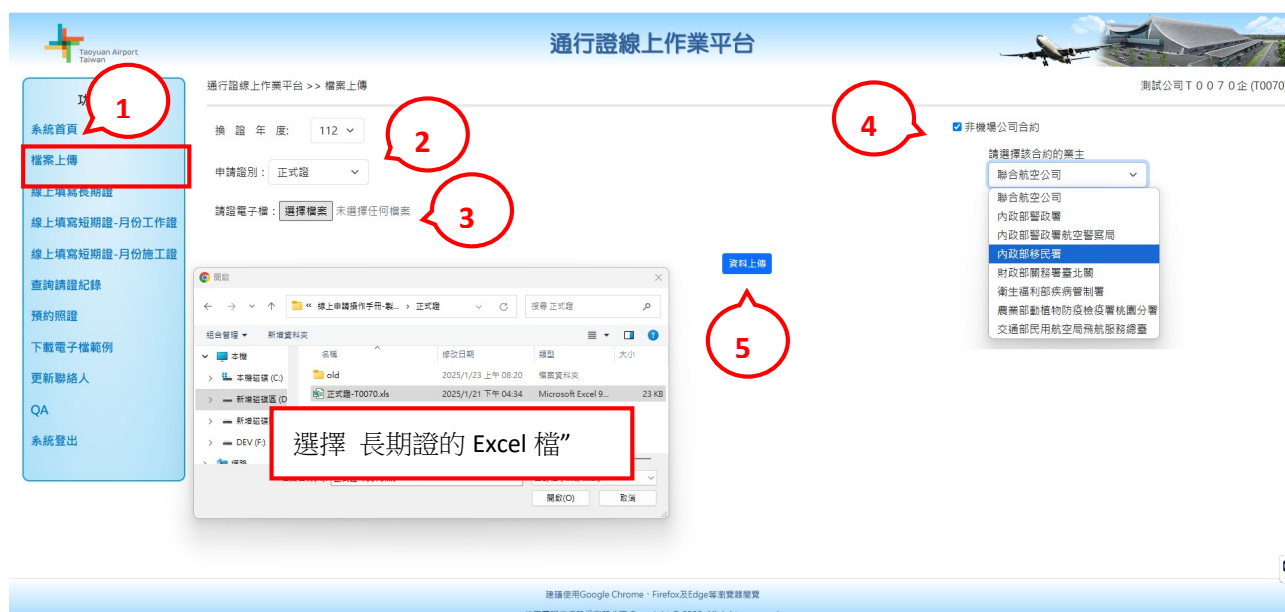 Taoyuan Airport
Taiwan
通行證線上作業平台
通行證線上作業平台 >> 檔案上傳
測試公司T0070企 (T0070)
1
系統首頁
檔案上傳
線上填寫長期證
線上填寫短期證-月份工作證
線上填寫短期證-月份施工證
查詢請證紀錄
預約照證
下載電子檔範例
更新聯絡人
QA
系統登出
換 證 年 度: 112
2
申請證別: 正式證
請證電子檔: 選擇檔案 未選擇任何檔案
3
4
非機場公司合約
請選擇該合約的業主
聯合航空公司
聯合航空公司
內政部警政署
內政部警政署航空警察局
內政部移民署
財政部關務署臺北關
衛生福利部疾病管制署
農業部動植物防疫檢疫署桃園分署
交通部民用航空局飛航服務總臺
資料上傳
5
開啟
« 線上申請操作手冊-製... › 正式證
搜尋 正式證
組合管理 新增資料夾
名稱 修改日期 類型 大小
本機
本機磁碟 (C:)
新增磁碟區 (D
新增磁碟
DEV (F:)
old 2025/1/23 上午 08:20 檔案資料夾
正式證-T0070.xls 2025/1/21 下午 04:34 Microsoft Excel 9... 23 KB
選擇 長期證的 Excel 檔”
開啟(O) 取消
建議使用Google Chrome、Firefox及Edge等瀏覽器閱覽